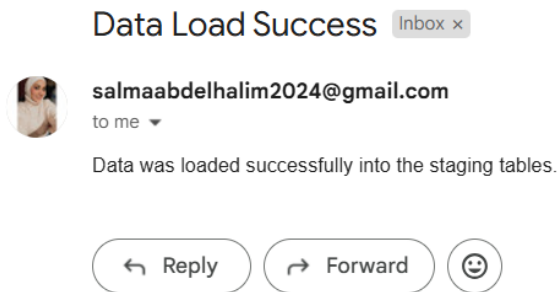 Data Load Success Inbox ×
salmaabdelhalim2024@gmail.com
to me
Data was loaded successfully into the staging tables.
Reply Forward